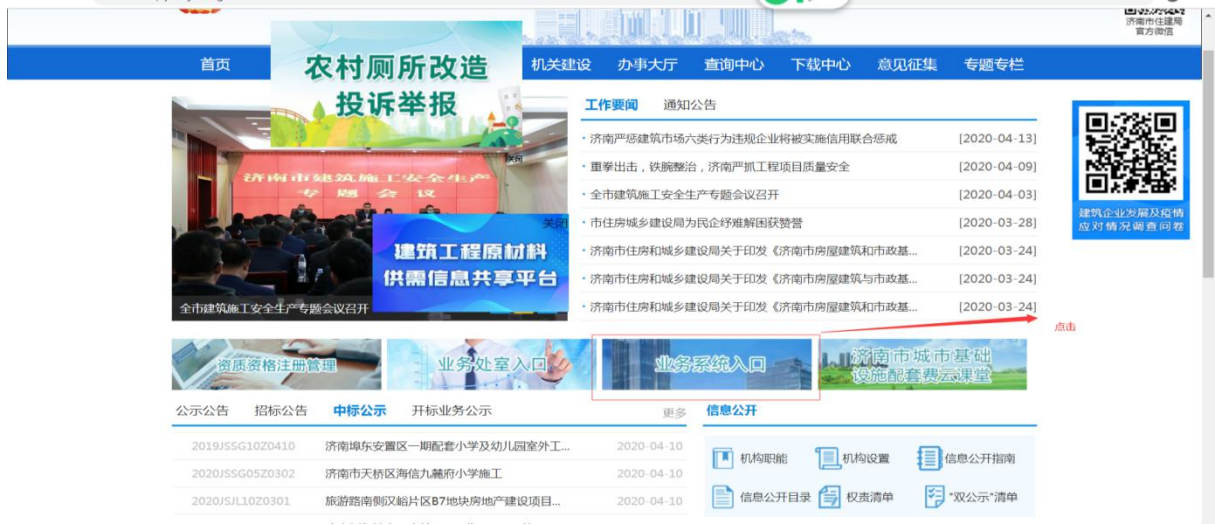 济南市住建局
官方微信
首页
机关建设
办事大厅
查询中心
下载中心
意见征集
专题专栏
农村厕所改造
投诉举报
关闭
济南市建筑施工安全生产
专题会议
全市建筑施工安全生产专题会议召开
关闭
建筑工程原材料
供需信息共享平台
工作要闻 通知公告
· 济南严惩建筑市场六类行为违规企业将被实施信用联合惩戒 [2020-04-13]
· 重拳出击，铁腕整治，济南严抓工程项目质量安全 [2020-04-09]
· 全市建筑施工安全生产专题会议召开 [2020-04-03]
· 市住房城乡建设局为民企纾难解困获赞誉 [2020-03-28]
· 济南市住房和城乡建设局关于印发《济南市房屋建筑和市政基... [2020-03-24]
· 济南市住房和城乡建设局关于印发《济南市房屋建筑与市政基... [2020-03-24]
· 济南市住房和城乡建设局关于印发《济南市房屋建筑和市政基... [2020-03-24]
建筑企业发展及疫情
应对情况调查问卷
点击
资质资格注册管理
业务处室入口
业务系统入口
济南市城市基础
设施配套费云课堂
公示公告 招标公告 中标公示 开标业务公示 更多
2019JSSG10Z0410 济南埠东安置区一期配套小学及幼儿园室外工... 2020-04-10
2020JSSG05Z0302 济南市天桥区海信九麓府小学施工 2020-04-10
2020JSJL10Z0301 旅游路南侧汉峪片区B7地块房地产建设项目... 2020-04-10
信息公开
机构职能 机构设置 信息公开指南
信息公开目录 权责清单 “双公示”清单